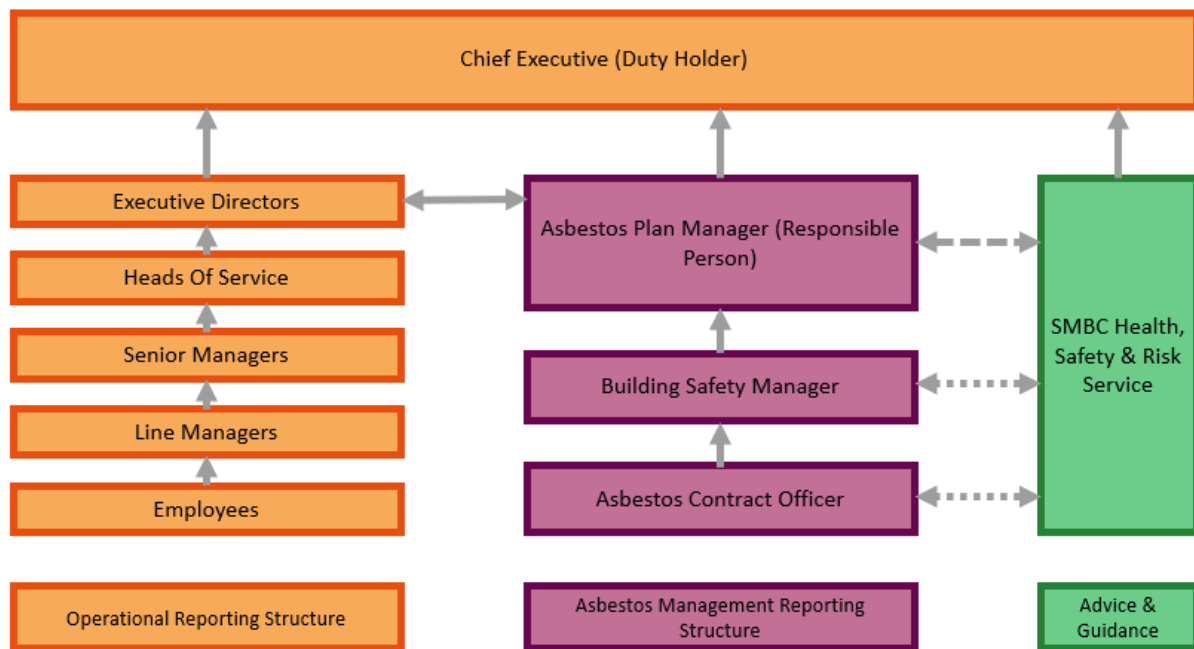 Chief Executive (Duty Holder)
Executive Directors
Heads Of Service
Senior Managers
Line Managers
Employees
Operational Reporting Structure
Asbestos Plan Manager (Responsible
Person)
Building Safety Manager
Asbestos Contract Officer
Asbestos Management Reporting
Structure
SMBC Health,
Safety & Risk
Service
Advice &
Guidance